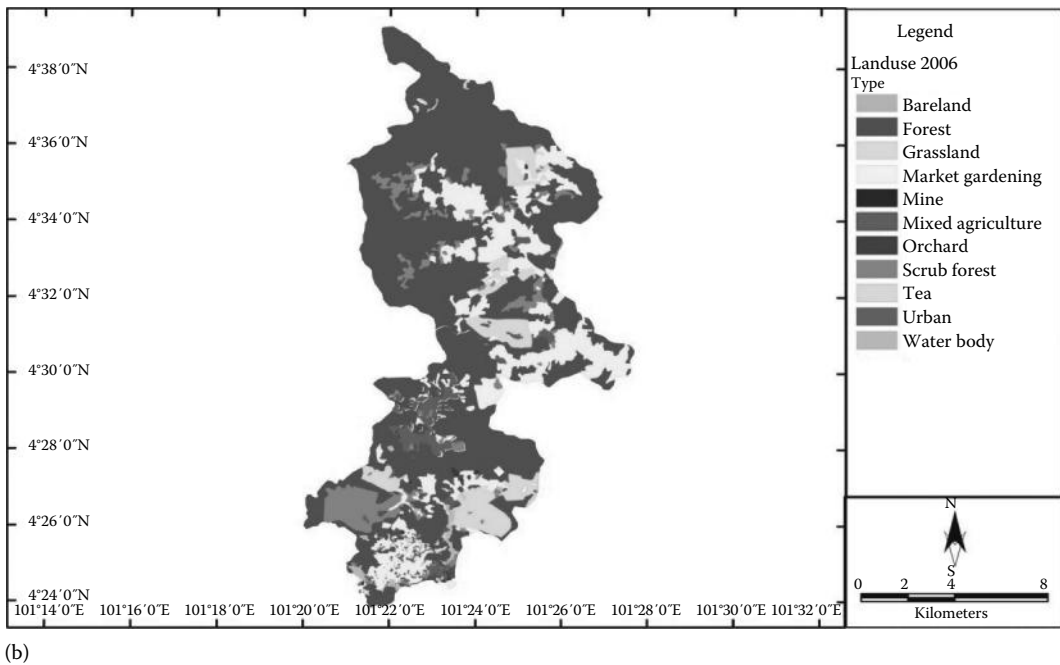 Legend
Landuse 2006
Type
Bareland
Forest
Grassland
Market gardening
Mine
Mixed agriculture
Orchard
Scrub forest
Tea
Urban
Water body
4°38′0″N
4°36′0″N
4°34′0″N
4°32′0″N
4°30′0″N
4°28′0″N
4°26′0″N
4°24′0″N
101°14′0″E 101°16′0″E 101°18′0″E 101°20′0″E 101°22′0″E 101°24′0″E 101°26′0″E 101°28′0″E 101°30′0″E 101°32′0″E
N
S
0 2 4 8
Kilometers
(b)